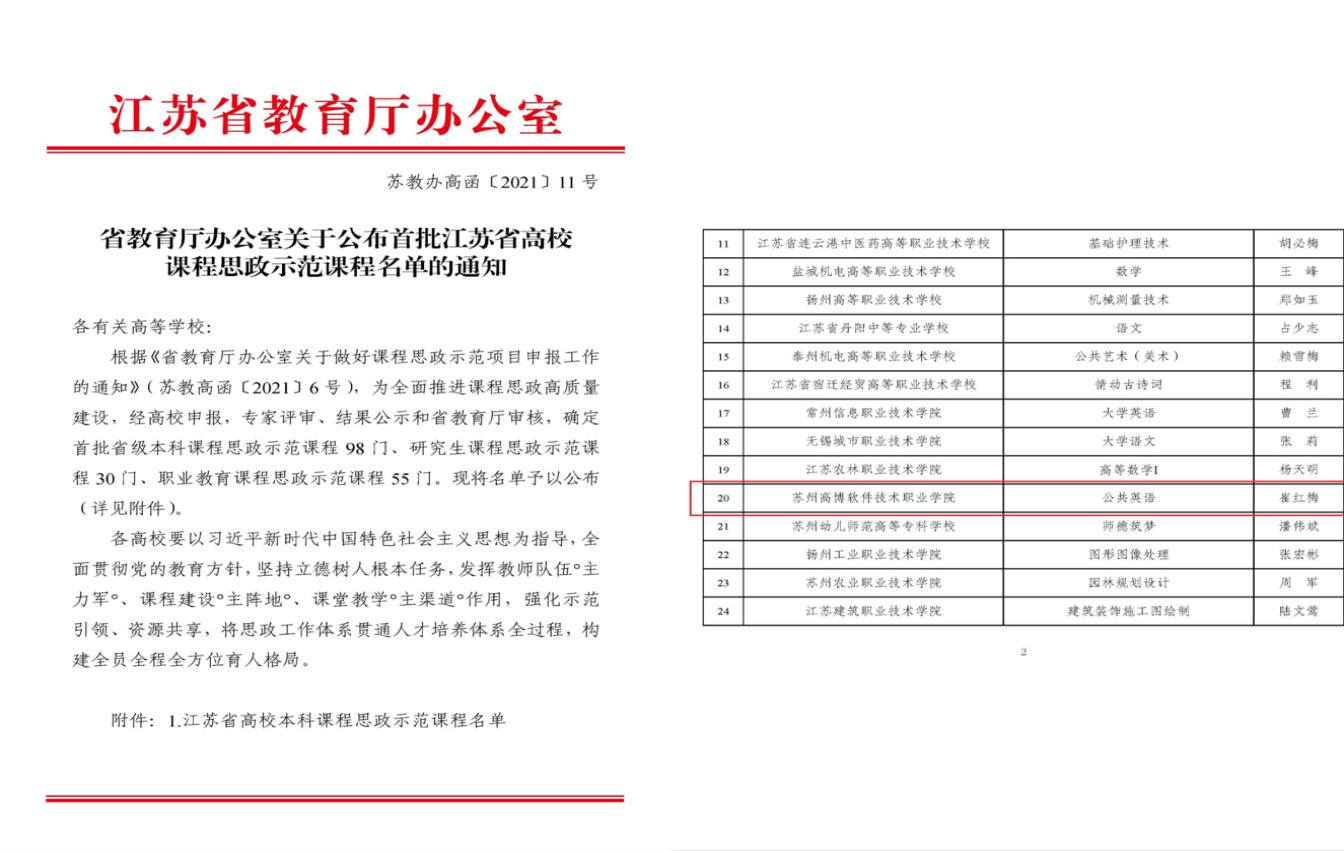 江苏省教育厅办公室
苏教办高函〔2021〕11 号
省教育厅办公室关于公布首批江苏省高校
课程思政示范课程名单的通知
各有关高等学校：
根据《省教育厅办公室关于做好课程思政示范项目申报工作
的通知》（苏教高函〔2021〕6 号），为全面推进课程思政高质量
建设，经高校申报，专家评审、结果公示和省教育厅审核，确定
首批省级本科课程思政示范课程 98 门、研究生课程思政示范课
程 30 门、职业教育课程思政示范课程 55 门。现将名单予以公布
（详见附件）。
各高校要以习近平新时代中国特色社会主义思想为指导，全
面贯彻党的教育方针，坚持立德树人根本任务，发挥教师队伍°主
力军°、课程建设°主阵地°、课堂教学°主渠道°作用，强化示范
引领、资源共享，将思政工作体系贯通人才培养体系全过程，构
建全员全程全方位育人格局。
附件：1.江苏省高校本科课程思政示范课程名单
11 江苏省连云港中医药高等职业技术学校 基础护理技术 胡必梅
12 盐城机电高等职业技术学校 数学 王 峰
13 扬州高等职业技术学校 机械测量技术 郑如玉
14 江苏省丹阳中等专业学校 语文 占少志
15 泰州机电高等职业技术学校 公共艺术（美术） 赖雪梅
16 江苏省宿迁经贸高等职业技术学校 情动古诗词 程 利
17 常州信息职业技术学院 大学英语 曹 兰
18 无锡城市职业技术学院 大学语文 张 莉
19 江苏农林职业技术学院 高等数学I 杨天明
20 苏州高博软件技术职业学院 公共英语 崔红梅
21 苏州幼儿师范高等专科学校 师德筑梦 潘伟斌
22 扬州工业职业技术学院 图形图像处理 张宏彬
23 苏州农业职业技术学院 园林规划设计 周 军
24 江苏建筑职业技术学院 建筑装饰施工图绘制 陆文莺
2